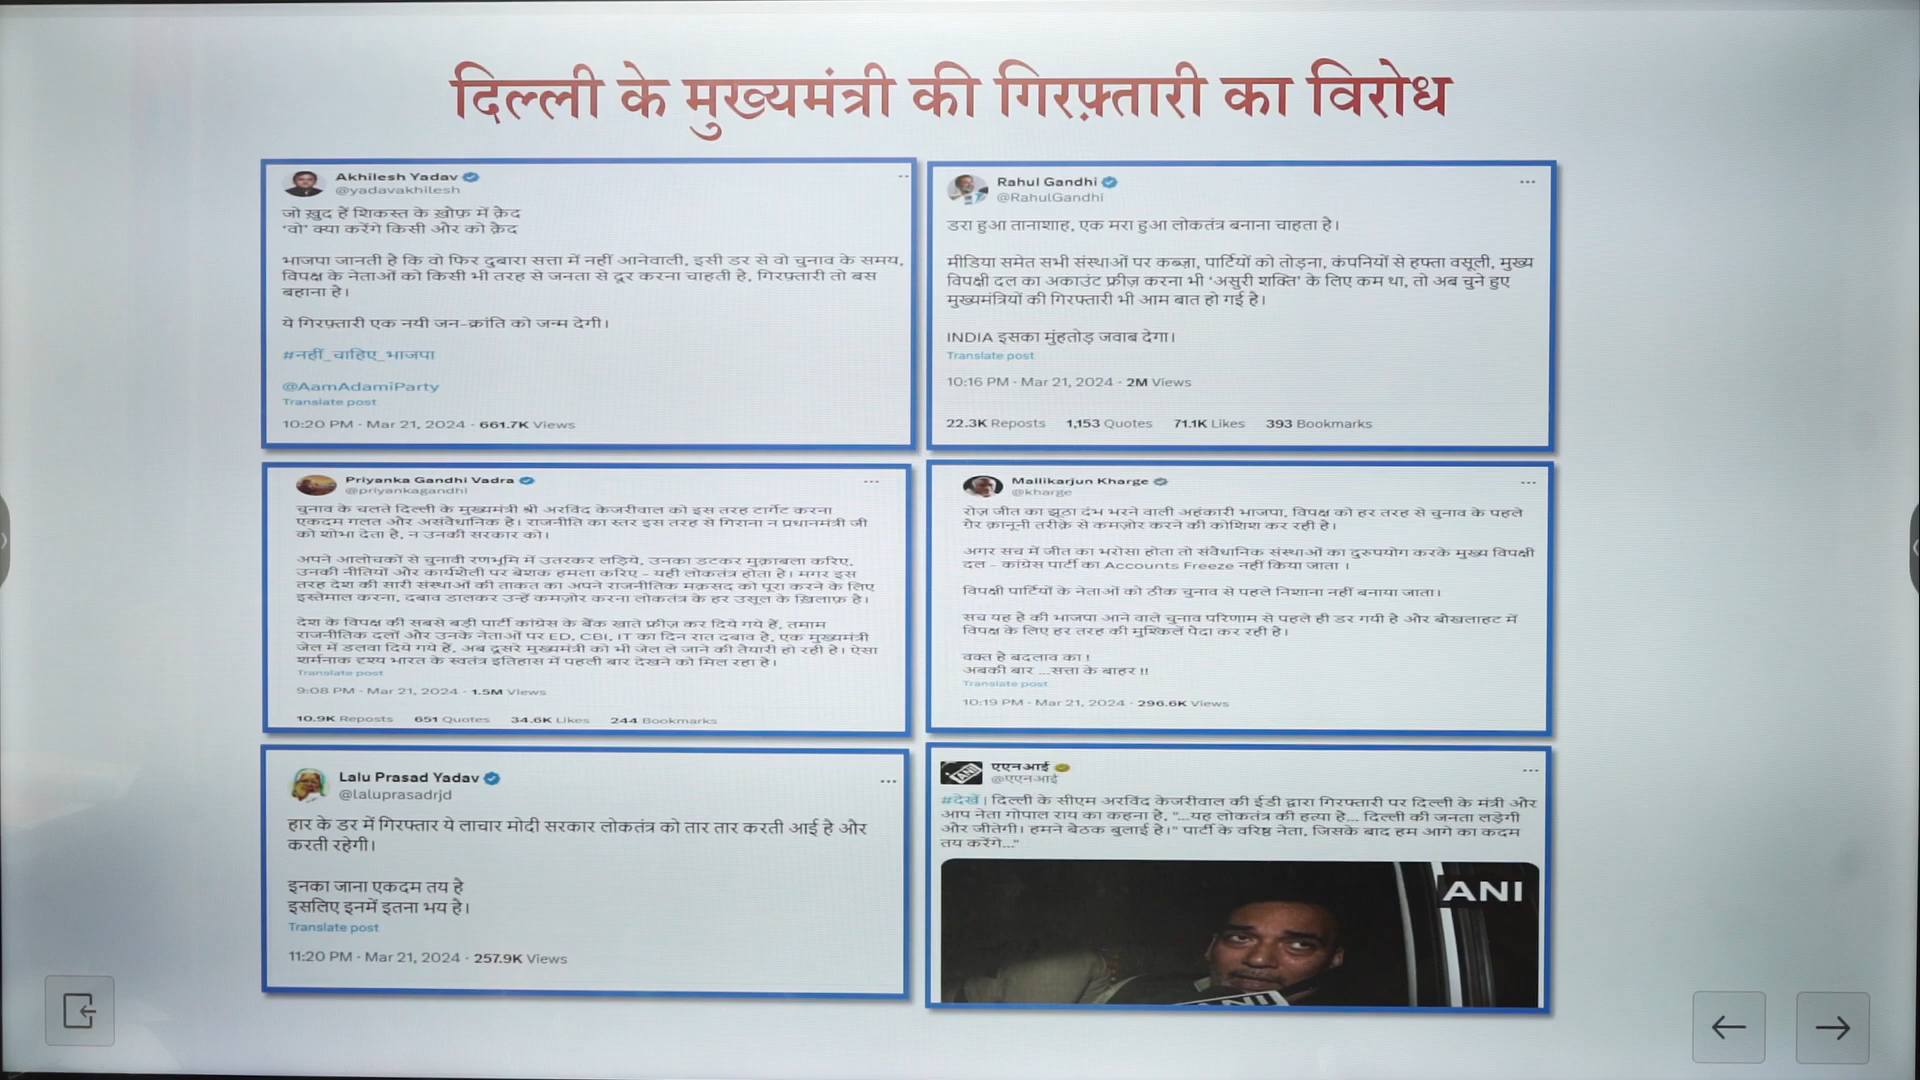 दिल्ली के मुख्यमंत्री की गिरफ़्तारी का विरोध
Akhilesh Yadav
@yadavakhilesh
जो ख़ुद हैं शिकस्त के ख़ौफ़ में क़ैद
‘वो’ क्या करेंगे किसी और को क़ैद
भाजपा जानती है कि वो फिर दुबारा सत्ता में नहीं आनेवाली, इसी डर से वो चुनाव के समय,
विपक्ष के नेताओं को किसी भी तरह से जनता से दूर करना चाहती है, गिरफ़्तारी तो बस
बहाना है।
ये गिरफ़्तारी एक नयी जन-क्रांति को जन्म देगी।
#नहीं_चाहिए_भाजपा
@AamAdamiParty
Translate post
10:20 PM · Mar 21, 2024 · 661.7K Views
Rahul Gandhi
@RahulGandhi
डरा हुआ तानाशाह, एक मरा हुआ लोकतंत्र बनाना चाहता है।
मीडिया समेत सभी संस्थाओं पर कब्ज़ा, पार्टियों को तोड़ना, कंपनियों से हफ्ता वसूली, मुख्य
विपक्षी दल का अकाउंट फ्रीज़ करना भी ‘असुरी शक्ति’ के लिए कम था, तो अब चुने हुए
मुख्यमंत्रियों की गिरफ्तारी भी आम बात हो गई है।
INDIA इसका मुंहतोड़ जवाब देगा।
Translate post
10:16 PM · Mar 21, 2024 · 2M Views
22.3K Reposts 1,153 Quotes 71.1K Likes 393 Bookmarks
Priyanka Gandhi Vadra
@priyankagandhi
चुनाव के चलते दिल्ली के मुख्यमंत्री श्री अरविंद केजरीवाल को इस तरह टार्गेट करना
एकदम गलत और असंवैधानिक है। राजनीति का स्तर इस तरह से गिराना न प्रधानमंत्री जी
को शोभा देता है, न उनकी सरकार को।
अपने आलोचकों से चुनावी रणभूमि में उतरकर लड़िये, उनका डटकर मुक़ाबला करिए,
उनकी नीतियों और कार्यशैली पर बेशक हमला करिए - यही लोकतंत्र होता है। मगर इस
तरह देश की सारी संस्थाओं की ताकत का अपने राजनीतिक मक़सद को पूरा करने के लिए
इस्तेमाल करना, दबाव डालकर उन्हें कमज़ोर करना लोकतंत्र के हर उसूल के ख़िलाफ़ है।
देश के विपक्ष की सबसे बड़ी पार्टी कांग्रेस के बैंक खाते फ्रीज़ कर दिये गये हैं, तमाम
राजनीतिक दलों और उनके नेताओं पर ED, CBI, IT का दिन रात दबाव है, एक मुख्यमंत्री
जेल में डलवा दिये गये हैं, अब दूसरे मुख्यमंत्री को भी जेल ले जाने की तैयारी हो रही है। ऐसा
शर्मनाक दृश्य भारत के स्वतंत्र इतिहास में पहली बार देखने को मिल रहा है।
Translate post
9:08 PM · Mar 21, 2024 · 1.5M Views
10.9K Reposts 651 Quotes 34.6K Likes 244 Bookmarks
Mallikarjun Kharge
@kharge
रोज़ जीत का झूठा दंभ भरने वाली अहंकारी भाजपा, विपक्ष को हर तरह से चुनाव के पहले
ग़ैर क़ानूनी तरीक़े से कमज़ोर करने की कोशिश कर रही है।
अगर सच में जीत का भरोसा होता तो संवैधानिक संस्थाओं का दुरुपयोग करके मुख्य विपक्षी
दल - कांग्रेस पार्टी का Accounts Freeze नहीं किया जाता ।
विपक्षी पार्टियों के नेताओं को ठीक चुनाव से पहले निशाना नहीं बनाया जाता।
सच यह है की भाजपा आने वाले चुनाव परिणाम से पहले ही डर गयी है और बौखलाहट में
विपक्ष के लिए हर तरह की मुश्किलें पैदा कर रही है।
वक्त है बदलाव का !
अबकी बार ...सत्ता के बाहर !!
Translate post
10:19 PM · Mar 21, 2024 · 296.6K Views
Lalu Prasad Yadav
@laluprasadrjd
हार के डर में गिरफ्तार ये लाचार मोदी सरकार लोकतंत्र को तार तार करती आई है और
करती रहेगी।
इनका जाना एकदम तय है
इसलिए इनमें इतना भय है।
Translate post
11:20 PM · Mar 21, 2024 · 257.9K Views
एएनआई
@एएनआई
#देखें | दिल्ली के सीएम अरविंद केजरीवाल की ईडी द्वारा गिरफ्तारी पर दिल्ली के मंत्री और
आप नेता गोपाल राय का कहना है, "...यह लोकतंत्र की हत्या है... दिल्ली की जनता लड़ेगी
और जीतेगी। हमने बैठक बुलाई है।" पार्टी के वरिष्ठ नेता, जिसके बाद हम आगे का कदम
तय करेंगे..."
ANI
ANI